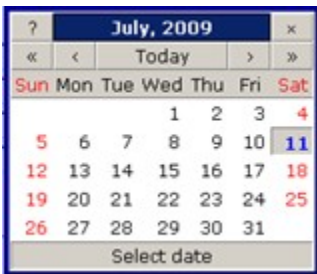 ? July, 2009 ×
« ‹ Today › »
Sun Mon Tue Wed Thu Fri Sat
1 2 3 4
5 6 7 8 9 10 11
12 13 14 15 16 17 18
19 20 21 22 23 24 25
26 27 28 29 30 31
Select date